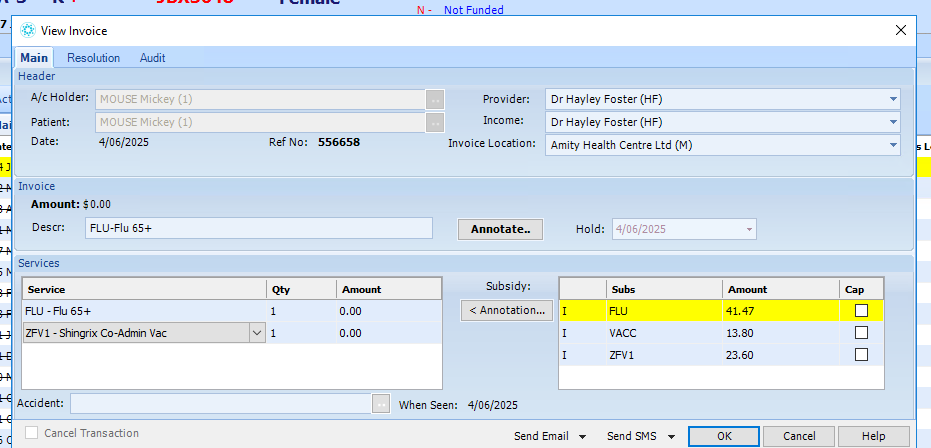 N -   Not Funded
View Invoice
Main   Resolution   Audit
Header
A/c Holder:   MOUSE Mickey (1)   ..   Provider:   Dr Hayley Foster (HF)
Patient:   MOUSE Mickey (1)   ..   Income:   Dr Hayley Foster (HF)
Date:   4/06/2025   Ref No:   556658   Invoice Location:   Amity Health Centre Ltd (M)
Invoice
Amount: $0.00
Descr:   FLU-Flu 65+   Annotate..   Hold:   4/06/2025
Services
Service   Qty   Amount   Subsidy:   Subs   Amount   Cap
FLU - Flu 65+   1   0.00   < Annotation...   I   FLU   41.47
ZFV1 - Shingrix Co-Admin Vac   1   0.00   I   VACC   13.80
I   ZFV1   23.60
Accident:   ..   When Seen:   4/06/2025
Cancel Transaction   Send Email   Send SMS   OK   Cancel   Help